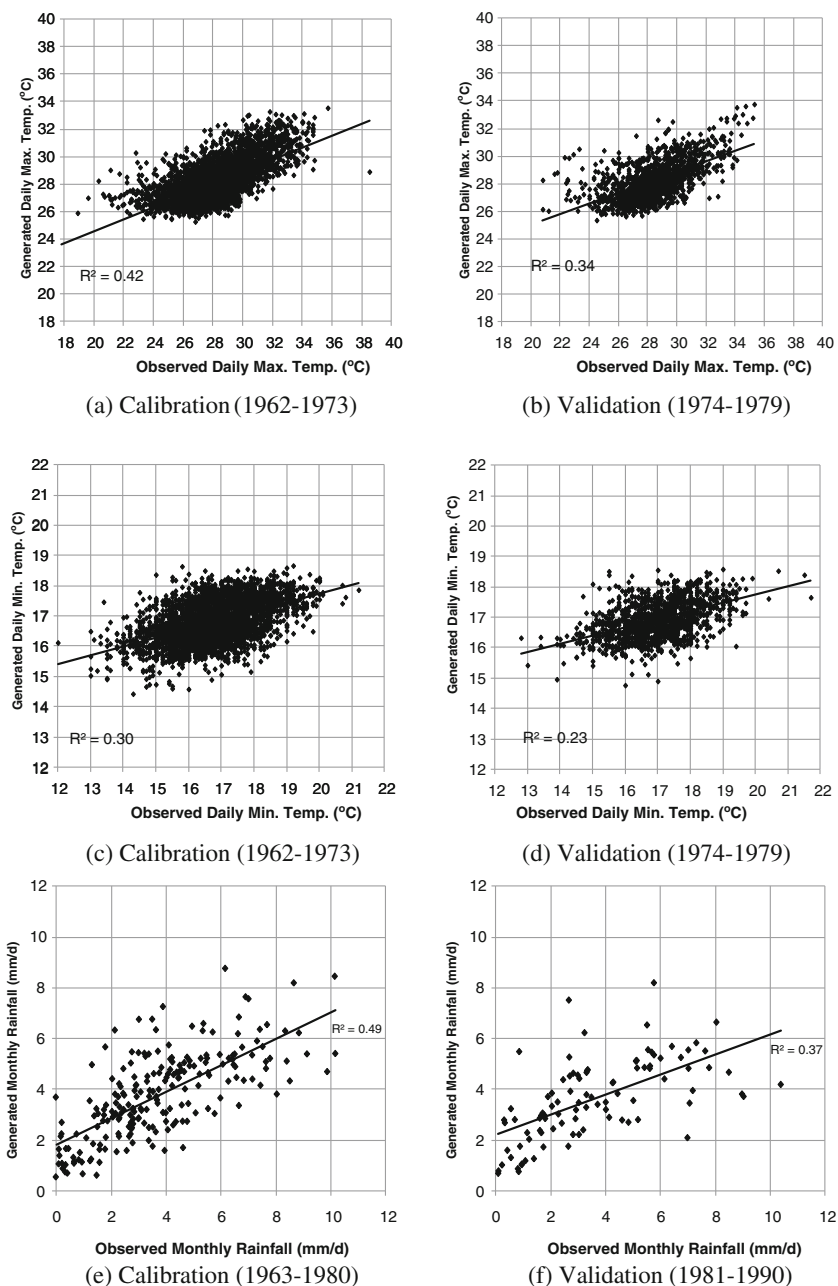 40
38
36
34
32
30
28
26
24
22
20
18
Generated Daily Max. Temp. (°C)
R² = 0.42
18 20 22 24 26 28 30 32 34 36 38 40
Observed Daily Max. Temp. (°C)
(a) Calibration (1962-1973)
40
38
36
34
32
30
28
26
24
22
20
18
Generated Daily Max. Temp. (°C)
R² = 0.34
16 20 24 28 32 36 40
Observed Daily Max. Temp. (°C)
(b) Validation (1974-1979)
22
21
20
19
18
17
16
15
14
13
12
Generated Daily Min. Temp. (°C)
R² = 0.30
12 13 14 15 16 17 18 19 20 21 22
Observed Daily Min. Temp. (°C)
(c) Calibration (1962-1973)
22
21
20
19
18
17
16
15
14
13
12
Generated Daily Min. Temp. (°C)
R² = 0.23
12 13 14 15 16 17 18 19 20 21 22
Observed Daily Min. Temp. (°C)
(d) Validation (1974-1979)
12
10
8
6
4
2
0
Generated Monthly Rainfall (mm/d)
R² = 0.49
0 2 4 6 8 10 12
Observed Monthly Rainfall (mm/d)
(e) Calibration (1963-1980)
12
10
8
6
4
2
0
Generated Monthly Rainfall (mm/d)
R² = 0.37
0 2 4 6 8 10 12
Observed Monthly Rainfall (mm/d)
(f) Validation (1981-1990)